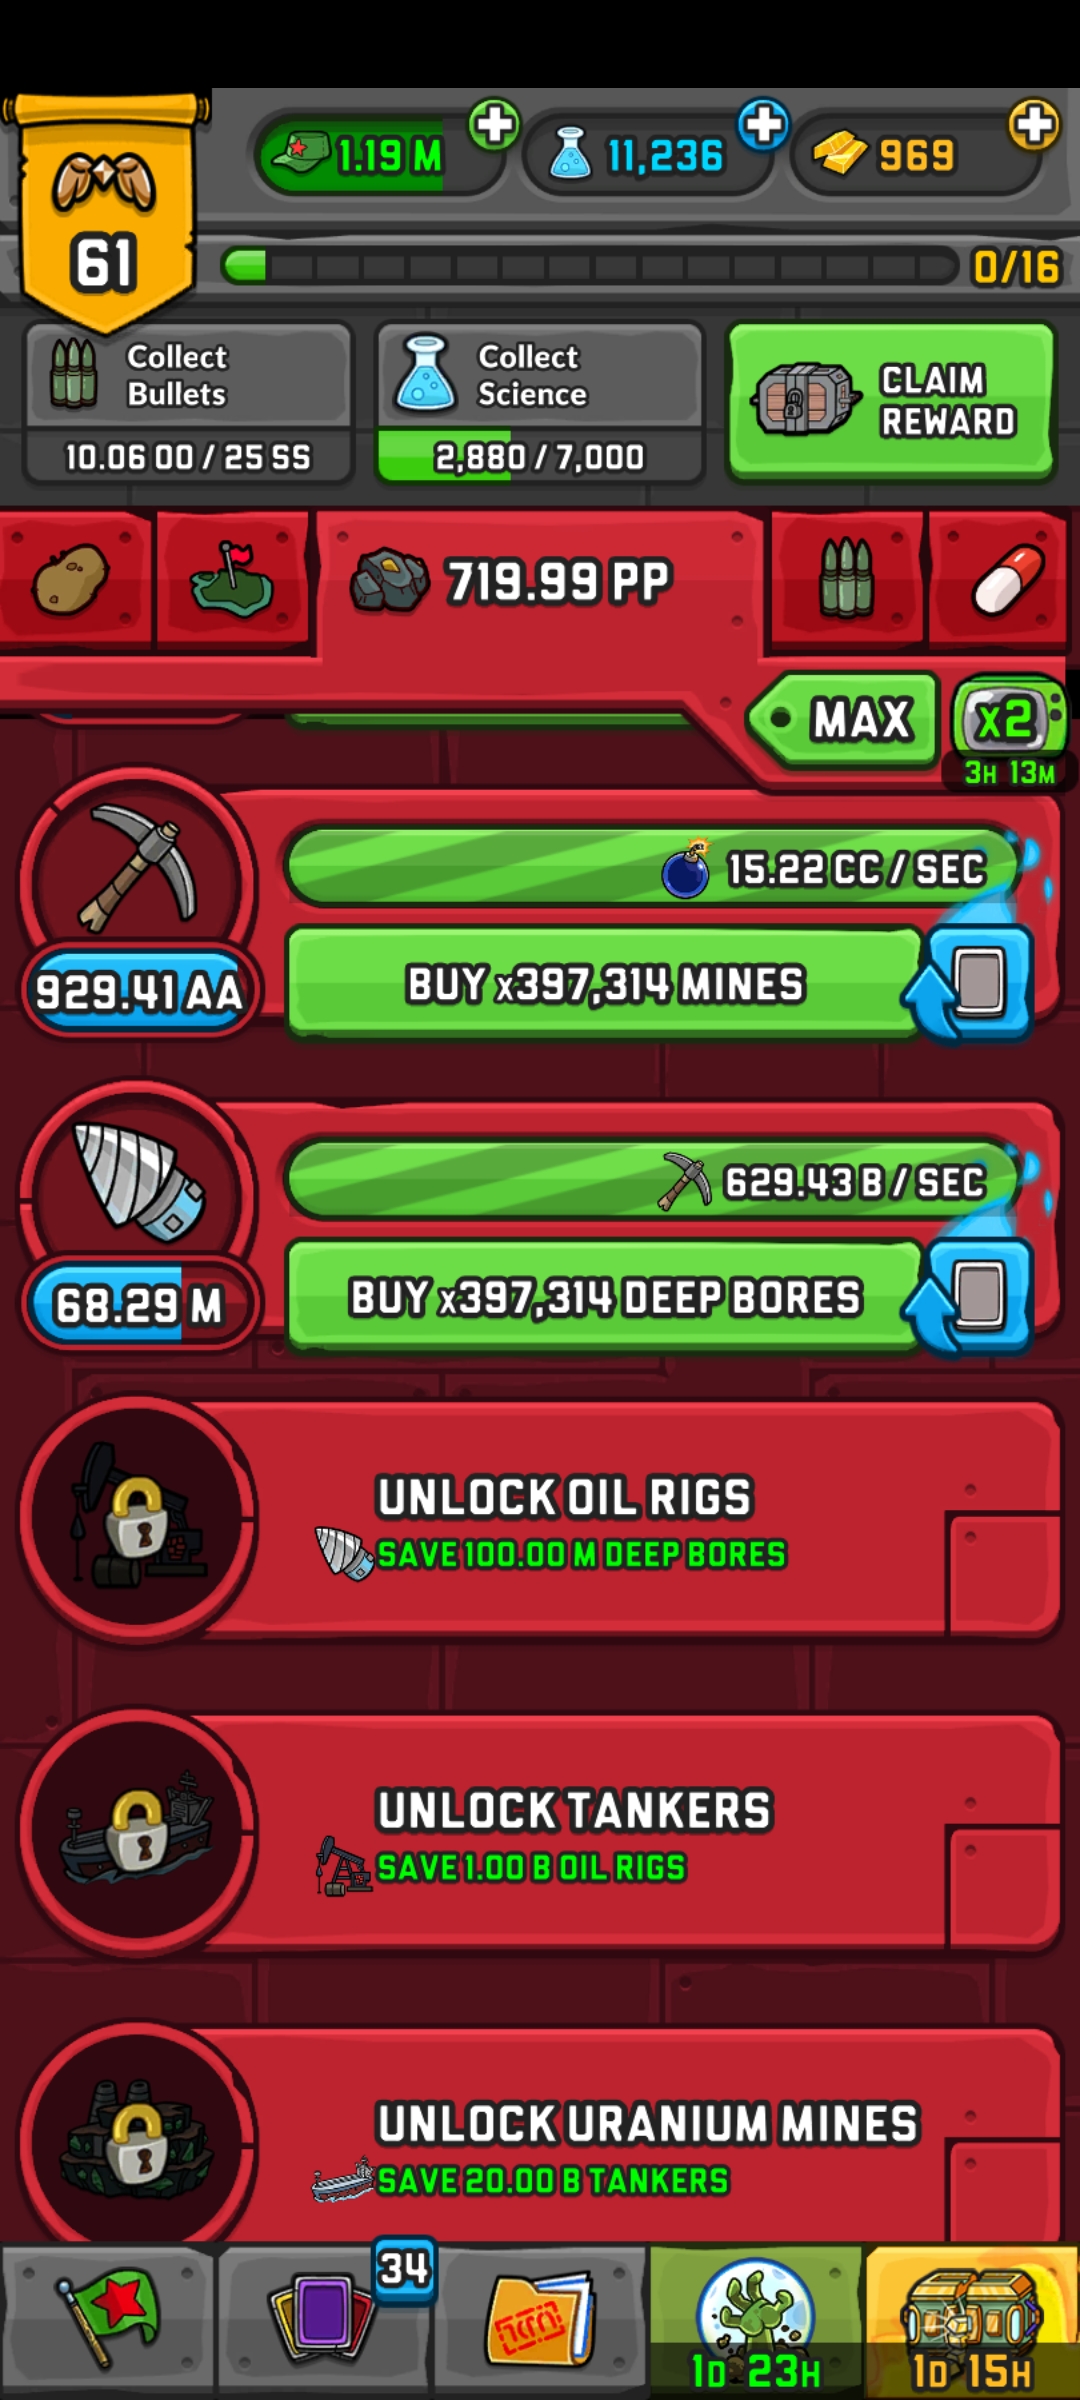 1.19 M
11,236
969
61
0/16
Collect
Bullets
10.06 OO / 25 SS
Collect
Science
2,880 / 7,000
CLAIM
REWARD
719.99 PP
MAX
x2
3H 13M
15.22 CC / SEC
929.41 AA
BUY x397,314 MINES
629.43 B / SEC
68.29 M
BUY x397,314 DEEP BORES
UNLOCK OIL RIGS
SAVE 100.00 M DEEP BORES
UNLOCK TANKERS
SAVE 1.00 B OIL RIGS
UNLOCK URANIUM MINES
SAVE 20.00 B TANKERS
34
1D 23H
1D 15H